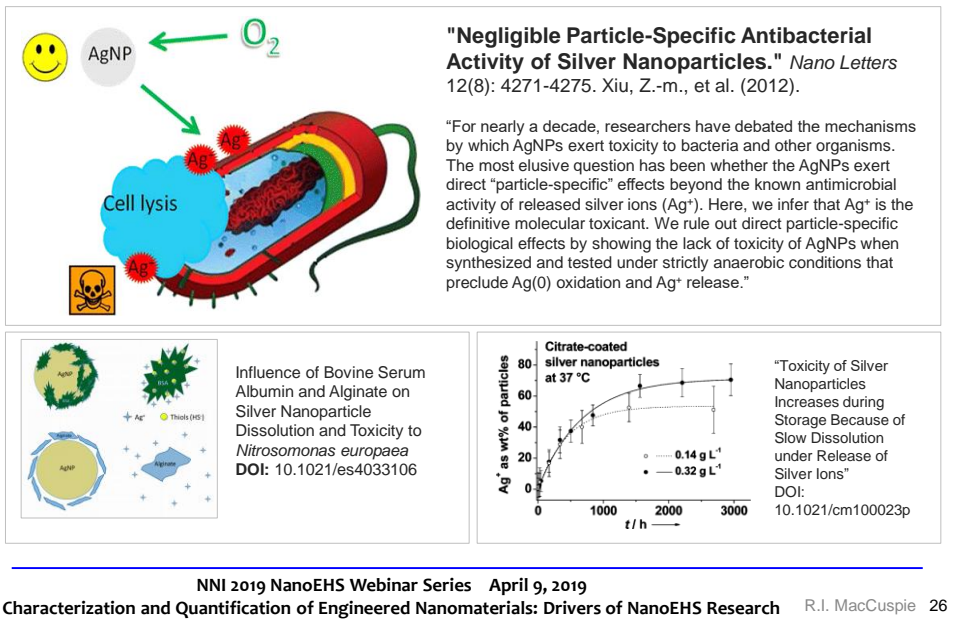 O2
AgNP
"Negligible Particle-Specific Antibacterial
Activity of Silver Nanoparticles." Nano Letters
12(8): 4271-4275. Xiu, Z.-m., et al. (2012).
“For nearly a decade, researchers have debated the mechanisms
by which AgNPs exert toxicity to bacteria and other organisms.
The most elusive question has been whether the AgNPs exert
direct “particle-specific” effects beyond the known antimicrobial
activity of released silver ions (Ag⁺). Here, we infer that Ag⁺ is the
definitive molecular toxicant. We rule out direct particle-specific
biological effects by showing the lack of toxicity of AgNPs when
synthesized and tested under strictly anaerobic conditions that
preclude Ag(0) oxidation and Ag⁺ release.”
Ag⁺
Ag⁺
Cell lysis
Ag⁺
AgNP
BSA
Ag⁺
Thiols (HS⁻)
Alginate
AgNP
Alginate
Influence of Bovine Serum
Albumin and Alginate on
Silver Nanoparticle
Dissolution and Toxicity to
Nitrosomonas europaea
DOI: 10.1021/es4033106
Citrate-coated
silver nanoparticles
at 37 °C
Ag⁺ as wt% of particles
80
60
40
20
0
0.14 g L⁻¹
0.32 g L⁻¹
0 1000 2000 3000
t / h
“Toxicity of Silver
Nanoparticles
Increases during
Storage Because of
Slow Dissolution
under Release of
Silver Ions”
DOI:
10.1021/cm100023p
NNI 2019 NanoEHS Webinar Series April 9, 2019
Characterization and Quantification of Engineered Nanomaterials: Drivers of NanoEHS Research R.I. MacCuspie 26